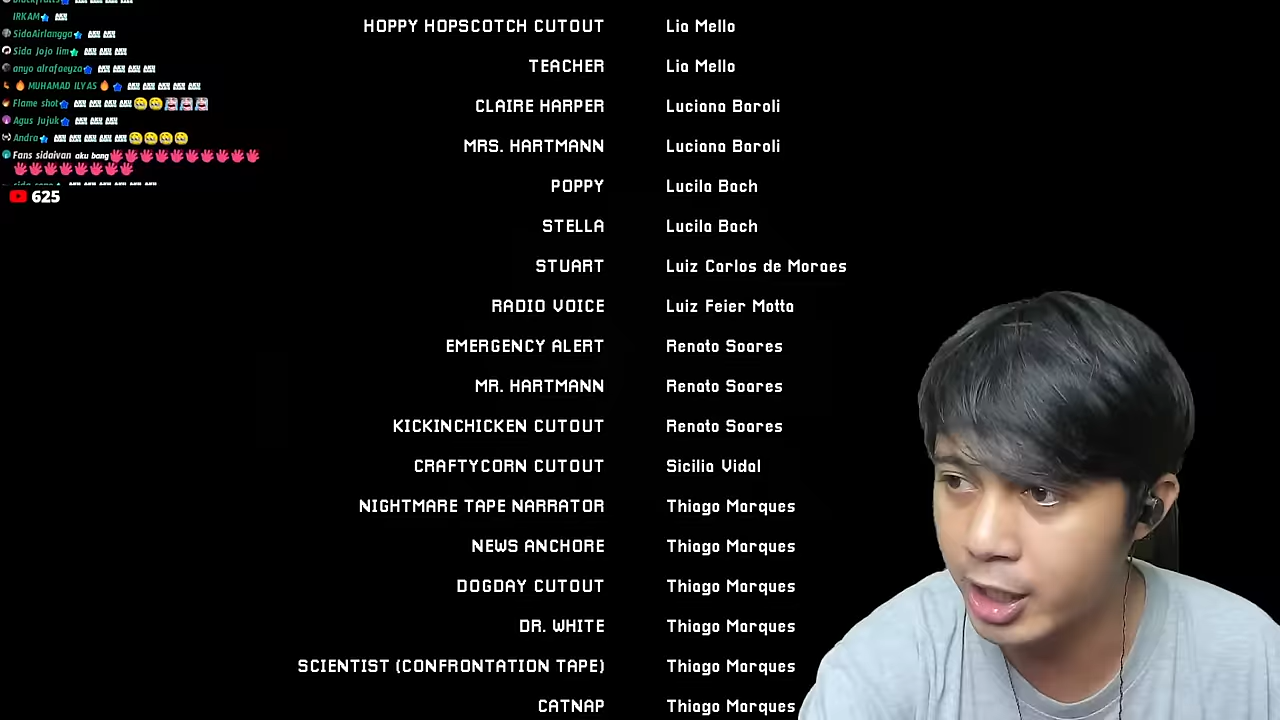 IRKAM
SidaAirlangga
Sida Jojo lim
anyo alrafaeyza
MUHAMAD ILYAS
Flame shot
Agus Jujuk
Andra
Fans sidaivan aku bang
625
HOPPY HOPSCOTCH CUTOUT Lia Mello
TEACHER Lia Mello
CLAIRE HARPER Luciana Baroli
MRS. HARTMANN Luciana Baroli
POPPY Lucila Bach
STELLA Lucila Bach
STUART Luiz Carlos de Moraes
RADIO VOICE Luiz Feier Motta
EMERGENCY ALERT Renato Soares
MR. HARTMANN Renato Soares
KICKINCHICKEN CUTOUT Renato Soares
CRAFTYCORN CUTOUT Sicilia Vidal
NIGHTMARE TAPE NARRATOR Thiago Marques
NEWS ANCHORE Thiago Marques
DOGDAY CUTOUT Thiago Marques
DR. WHITE Thiago Marques
SCIENTIST (CONFRONTATION TAPE) Thiago Marques
CATNAP Thiago Marques